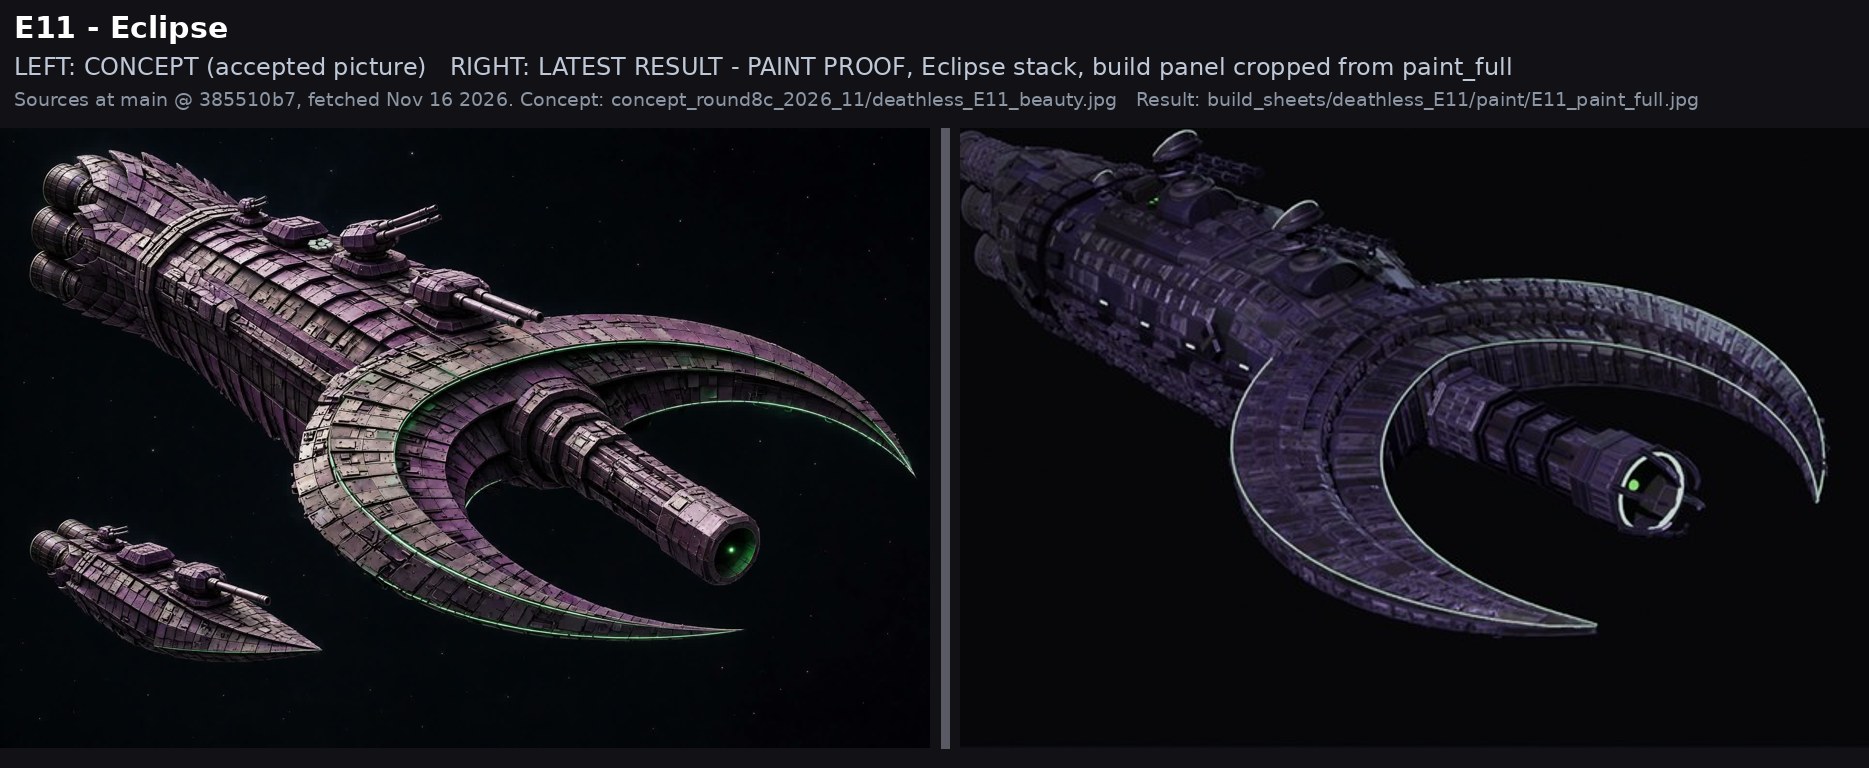 E11 - Eclipse
LEFT: CONCEPT (accepted picture)   RIGHT: LATEST RESULT - PAINT PROOF, Eclipse stack, build panel cropped from paint_full
Sources at main @ 385510b7, fetched Nov 16 2026. Concept: concept_round8c_2026_11/deathless_E11_beauty.jpg   Result: build_sheets/deathless_E11/paint/E11_paint_full.jpg